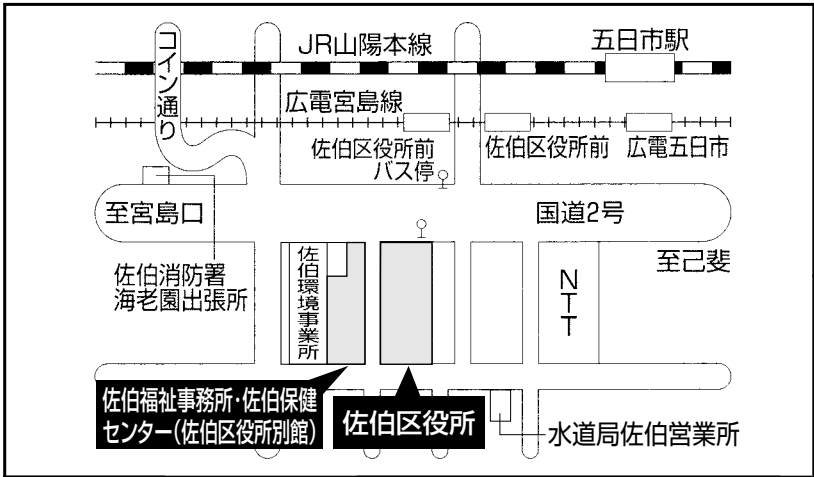 JR山陽本線
五日市駅
コイン通り
広電宮島線
佐伯区役所前
バス停
佐伯区役所前
広電五日市
至宮島口
国道2号
至己斐
佐伯消防署
海老園出張所
佐伯環境事業所
NTT
佐伯福祉事務所・佐伯保健
センター(佐伯区役所別館)
佐伯区役所
水道局佐伯営業所